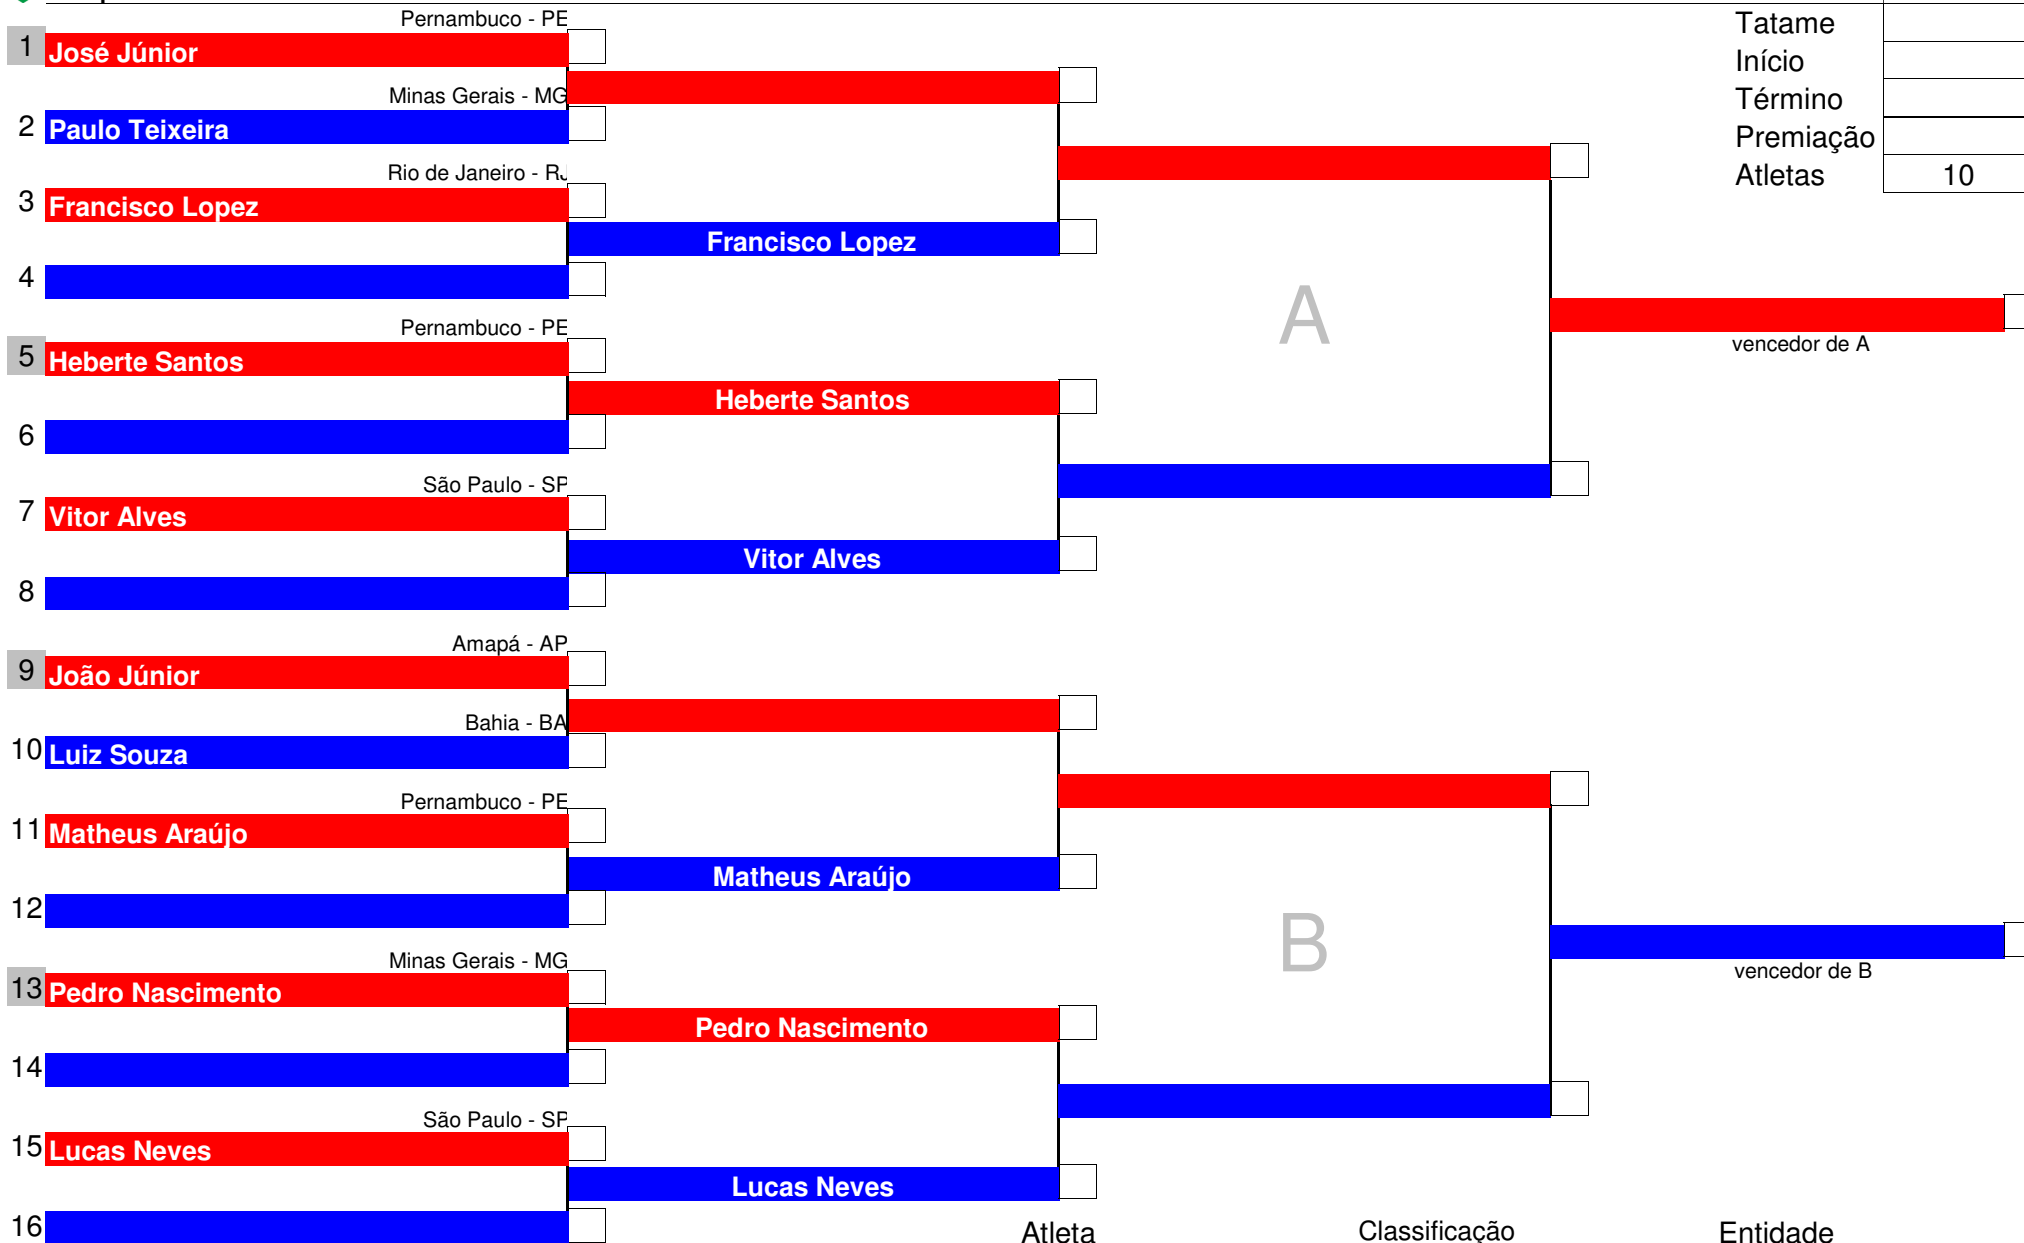 Pernambuco - PE
1 José Júnior
Minas Gerais - MG
2 Paulo Teixeira
Rio de Janeiro - RJ
3 Francisco Lopez
Francisco Lopez
4
Pernambuco - PE
5 Heberte Santos
Heberte Santos
6
São Paulo - SP
7 Vitor Alves
Vitor Alves
8
Amapá - AP
9 João Júnior
Bahia - BA
10 Luiz Souza
Pernambuco - PE
11 Matheus Araújo
Matheus Araújo
12
Minas Gerais - MG
13 Pedro Nascimento
Pedro Nascimento
14
São Paulo - SP
15 Lucas Neves
Lucas Neves
16
A
B
vencedor de A
vencedor de B
Tatame
Início
Término
Premiação
Atletas 10
Atleta Classificação Entidade